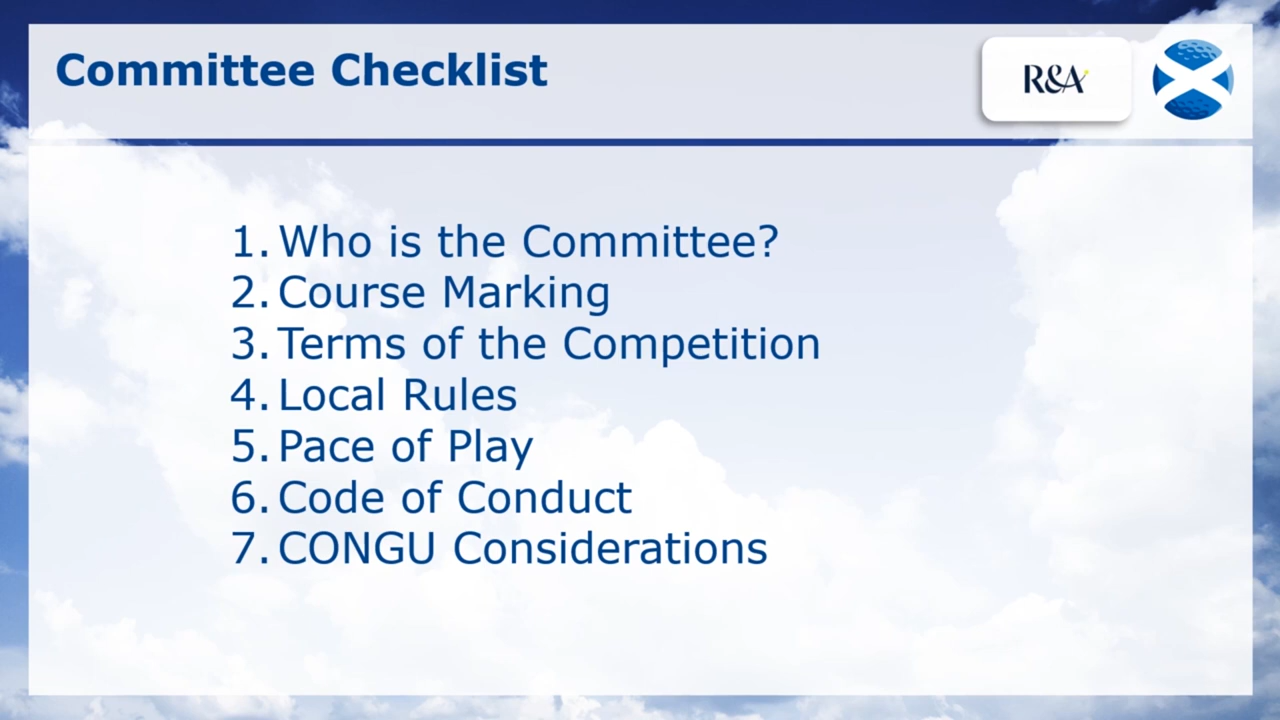 Committee Checklist
R&A
1. Who is the Committee?
2. Course Marking
3. Terms of the Competition
4. Local Rules
5. Pace of Play
6. Code of Conduct
7. CONGU Considerations